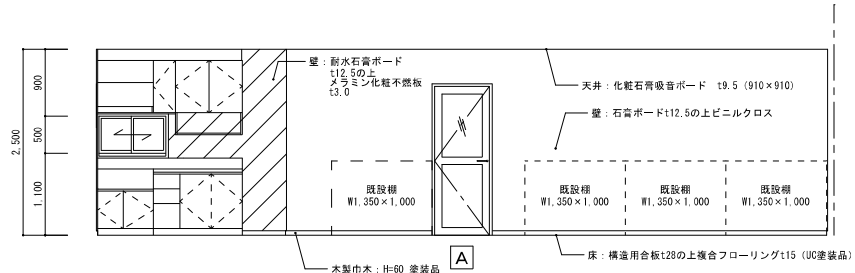 壁：耐水石膏ボード
t12.5の上
メラミン化粧不燃板
t3.0
天井：化粧石膏吸音ボード　t9.5（910×910）
壁：石膏ボードt12.5の上ビニルクロス
900
500
1,100
2,500
既設棚
W1,350×1,000
既設棚
W1,350×1,000
既設棚
W1,350×1,000
既設棚
W1,350×1,000
床：構造用合板t28の上複合フローリングt15（UC塗装品）
木製巾木：H=60 塗装品
A